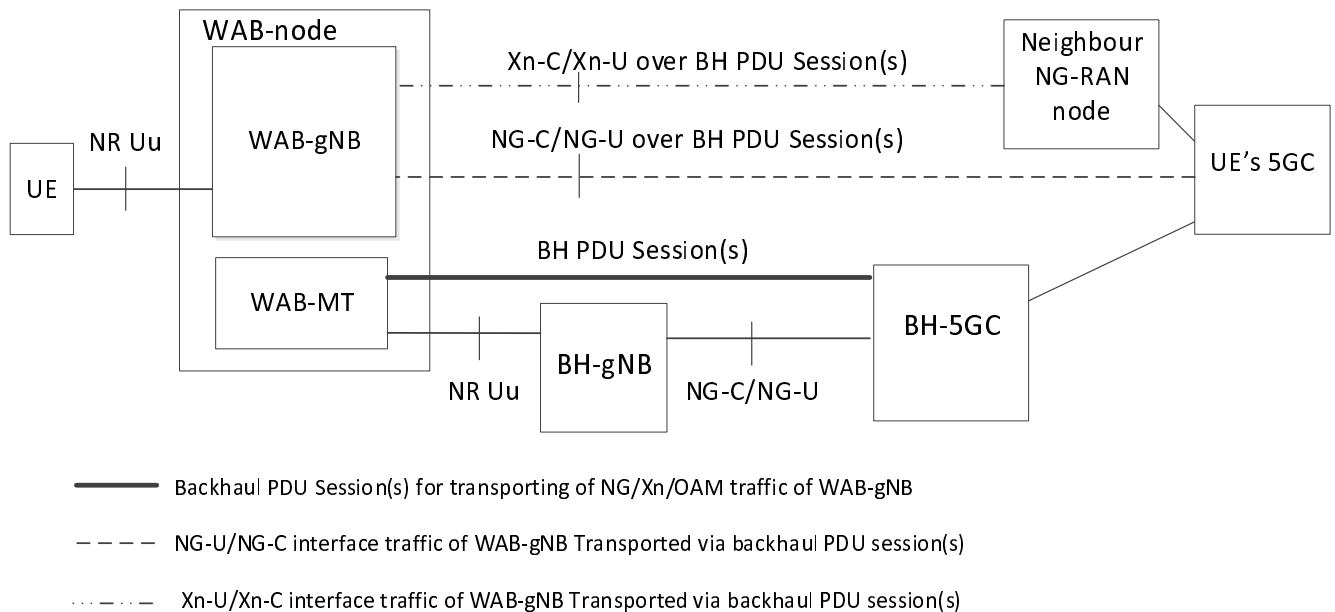 WAB-node
Xn-C/Xn-U over BH PDU Session(s)
Neighbour
NG-RAN
node
NR Uu
WAB-gNB
NG-C/NG-U over BH PDU Session(s)
UE
UE’s 5GC
BH PDU Session(s)
WAB-MT
BH-5GC
BH-gNB
NR Uu
NG-C/NG-U
Backhaul PDU Session(s) for transporting of NG/Xn/OAM traffic of WAB-gNB
NG-U/NG-C interface traffic of WAB-gNB Transported via backhaul PDU session(s)
Xn-U/Xn-C interface traffic of WAB-gNB Transported via backhaul PDU session(s)